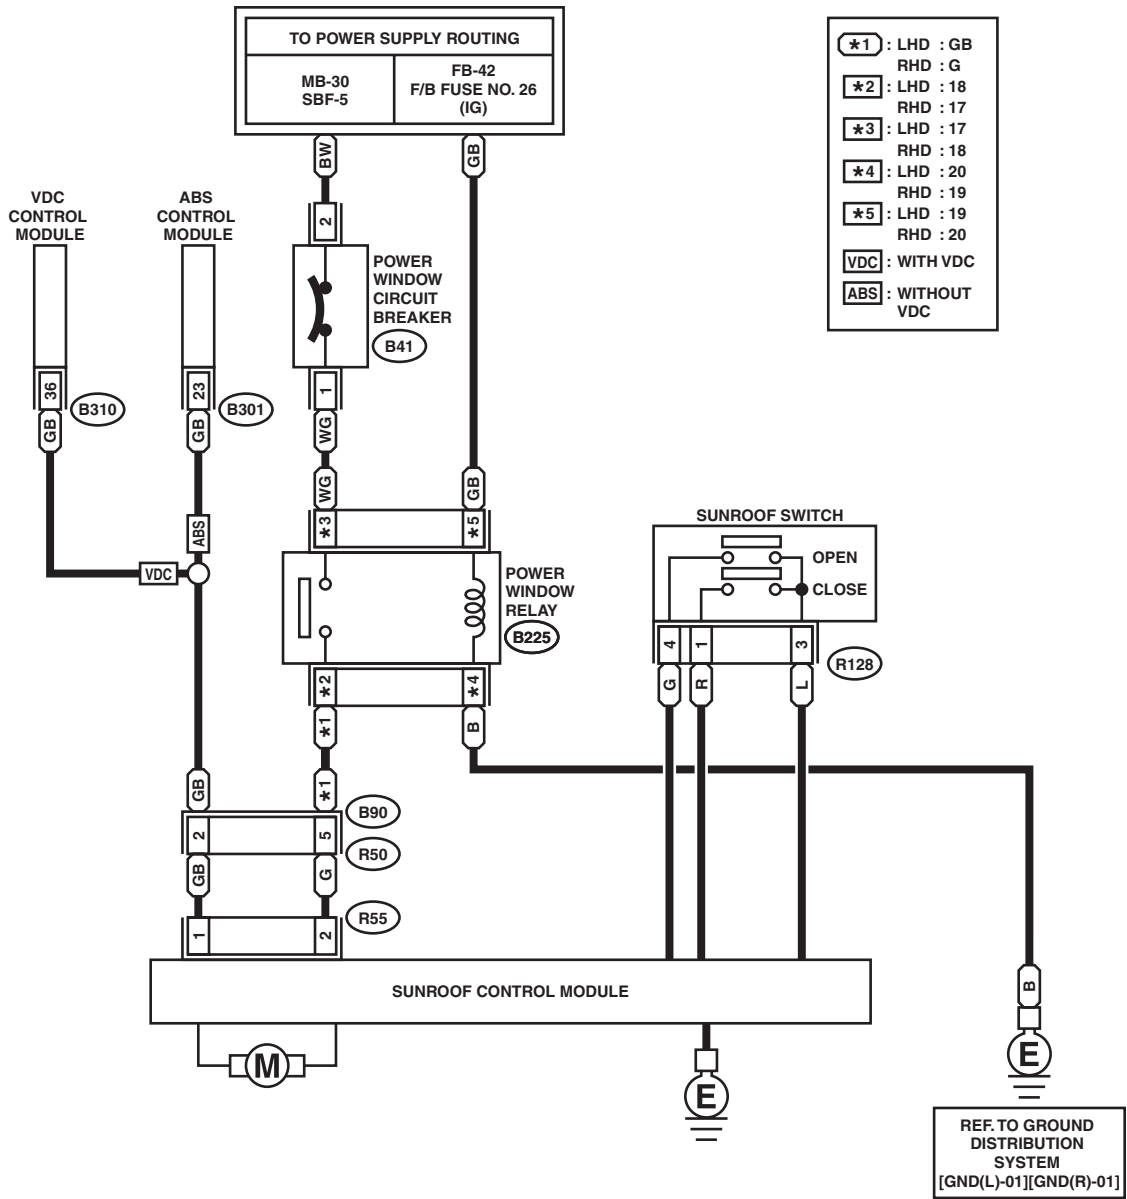 TO POWER SUPPLY ROUTING
MB-30
SBF-5
FB-42
F/B FUSE NO. 26
(IG)
*1 : LHD : GB
RHD : G
*2 : LHD : 18
RHD : 17
*3 : LHD : 17
RHD : 18
*4 : LHD : 20
RHD : 19
*5 : LHD : 19
RHD : 20
VDC : WITH VDC
ABS : WITHOUT
VDC
BW
GB
VDC
CONTROL
MODULE
ABS
CONTROL
MODULE
2
POWER
WINDOW
CIRCUIT
BREAKER
B41
36
B310
23
B301
1
GB
GB
WG
WG
GB
*3
*5
ABS
VDC
POWER
WINDOW
RELAY
B225
SUNROOF SWITCH
OPEN
CLOSE
4
1
3
R128
G
R
L
*2
*4
*1
B
GB
*1
B90
2
5
R50
GB
G
R55
1
2
SUNROOF CONTROL MODULE
M
E
B
E
REF. TO GROUND
DISTRIBUTION
SYSTEM
[GND(L)-01][GND(R)-01]